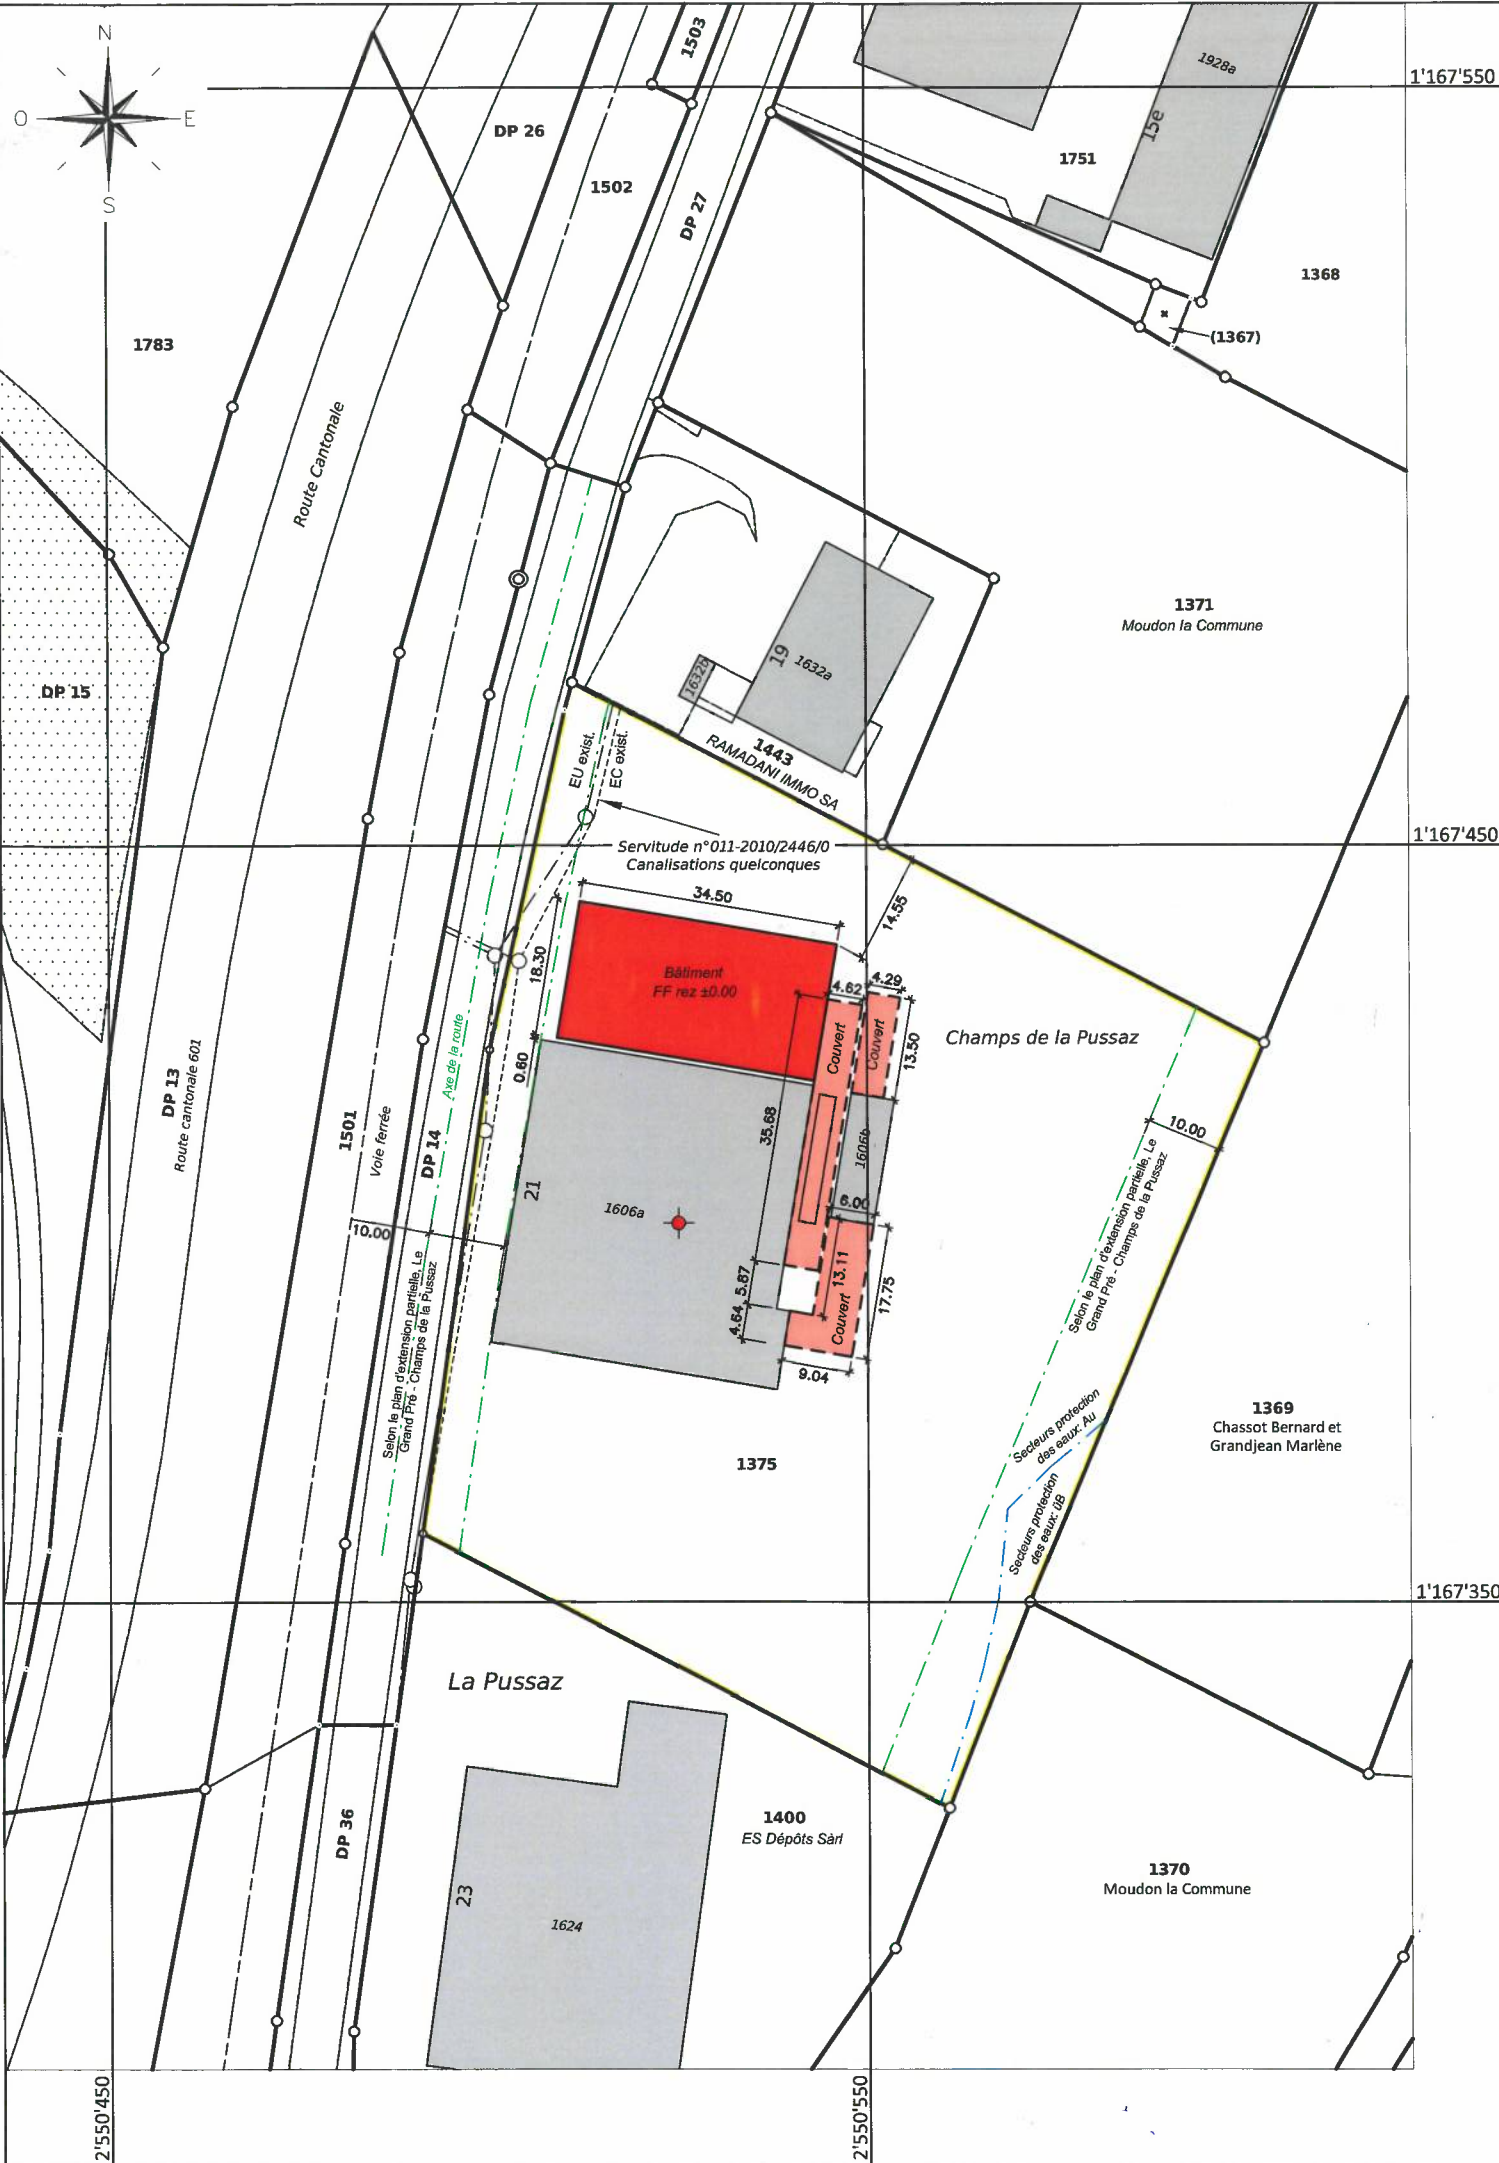 N
O
E
S
1503
1928a
1'167'550
DP 26
15e
1751
1502
DP 27
1368
1783
(1367)
Route Cantonale
1371
Moudon la Commune
19
1632a
1632b
DP 15
1443
RAMADANI IMMO SA
EU exist.
EC exist.
1'167'450
Servitude n°011-2010/2446/0
Canalisations quelconques
34.50
14.55
18.30
Bâtiment
FF rez ±0.00
4.62
4.29
Couvert
Couvert
13.50
Champs de la Pussaz
Axe de la route
0.60
DP 13
Route cantonale 601
1501
Voie ferrée
DP 14
35.68
1606b
10.00
Selon le plan d'extension partielle, Le
Grand Pré - Champs de la Pussaz
21
1606a
6.00
10.00
13.11
5.87
4.64
Couvert
17.75
Selon le plan d'extension partielle, Le
Grand Pré - Champs de la Pussaz
9.04
Secteurs protection
des eaux: Au
1369
Chassot Bernard et
Grandjean Marlène
1375
Secteurs protection
des eaux: üB
1'167'350
La Pussaz
DP 36
1400
ES Dépôts Sàrl
1370
Moudon la Commune
23
1624
2'550'450
2'550'550